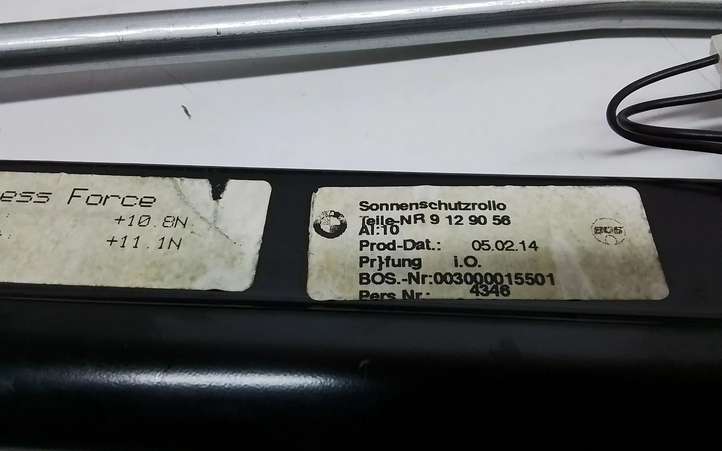 ess Force
: +10.8N
: +11.1N
Sonnenschutzrollo
Teile-NR 9 12 90 56
AI:10
Prod-Dat.: 05.02.14
Pr}fung i.O.
BOS.-Nr:003000015501
Pers.Nr.: 4346
BOS